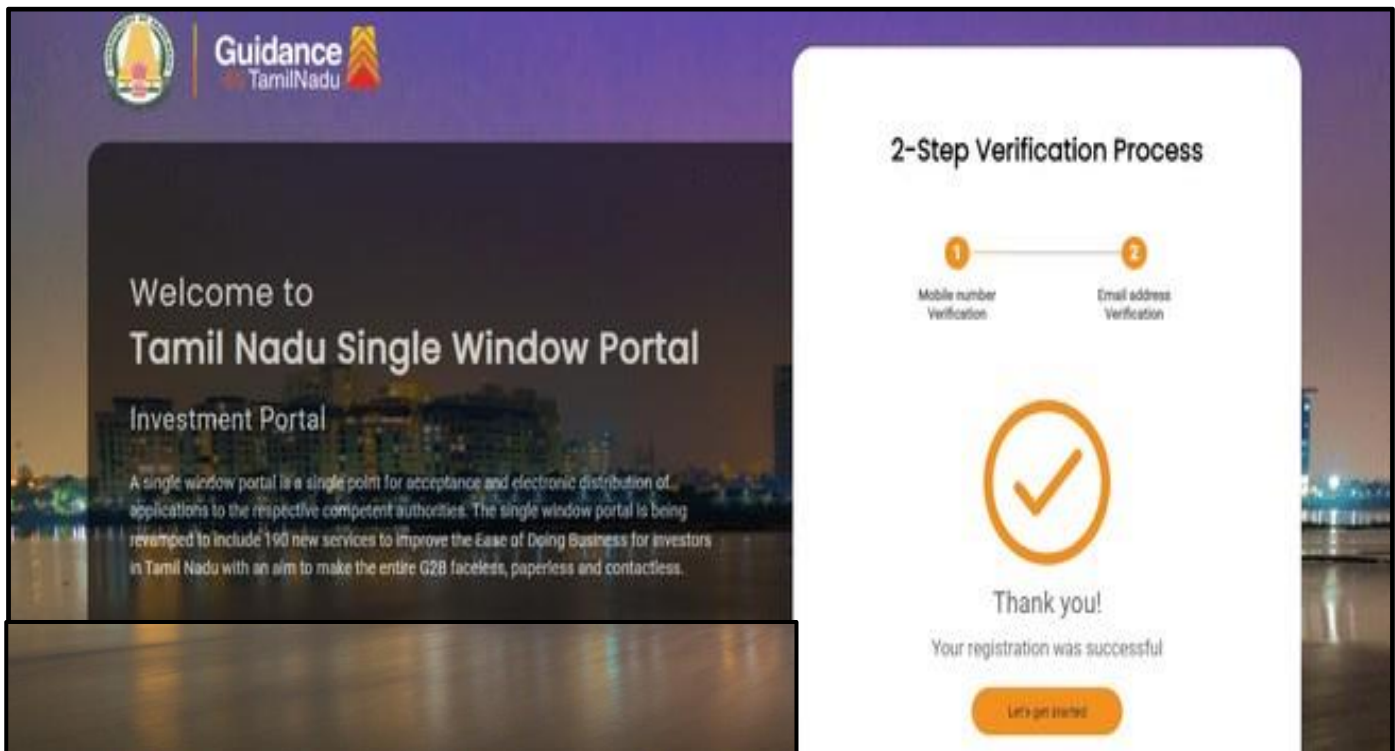 Guidance
TamilNadu
Welcome to
Tamil Nadu Single Window Portal
Investment Portal
A single window portal is a single point for acceptance and electronic distribution of
applications to the respective competent authorities. The single window portal is being
revamped to include 190 new services to improve the Ease of Doing Business for investors
in Tamil Nadu with an aim to make the entire G2B faceless, paperless and contactless.
2-Step Verification Process
1
2
Mobile number
Verification
Email address
Verification
Thank you!
Your registration was successful
Let's get started